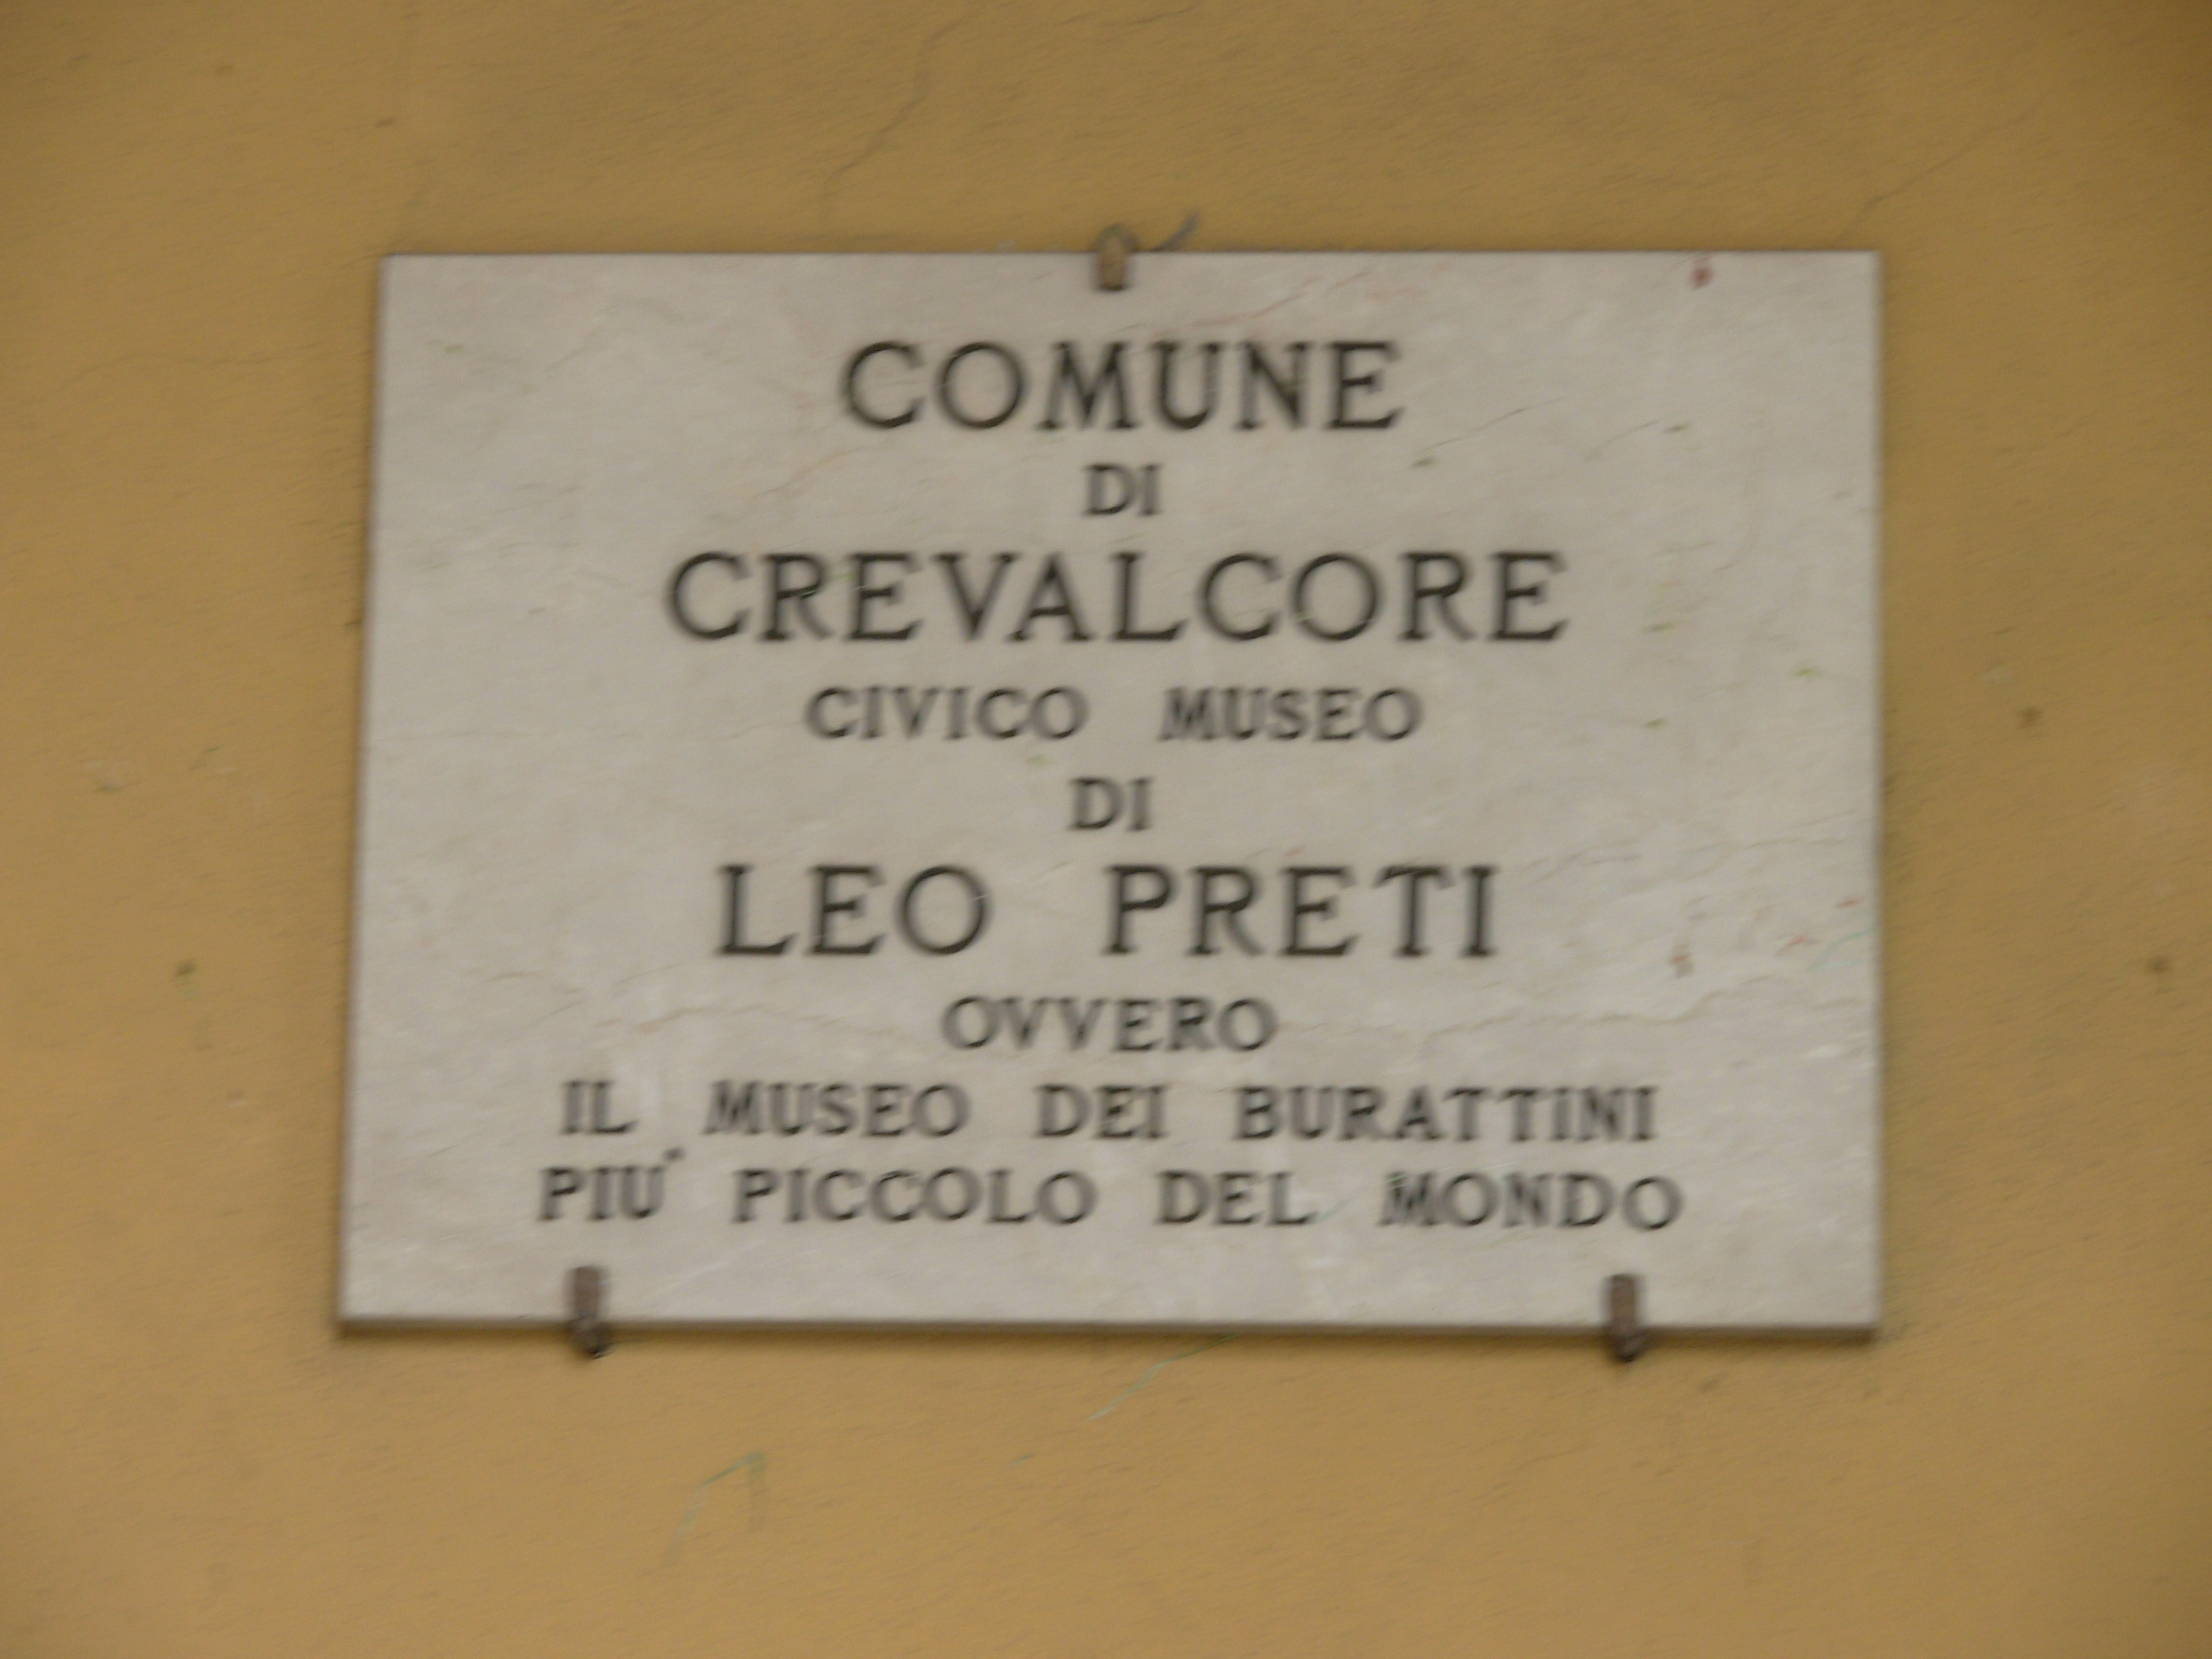 COMUNE
DI
CREVALCORE
CIVICO MUSEO
DI
LEO PRETI
OVVERO
IL MUSEO DEI BURATTINI
PIU' PICCOLO DEL MONDO